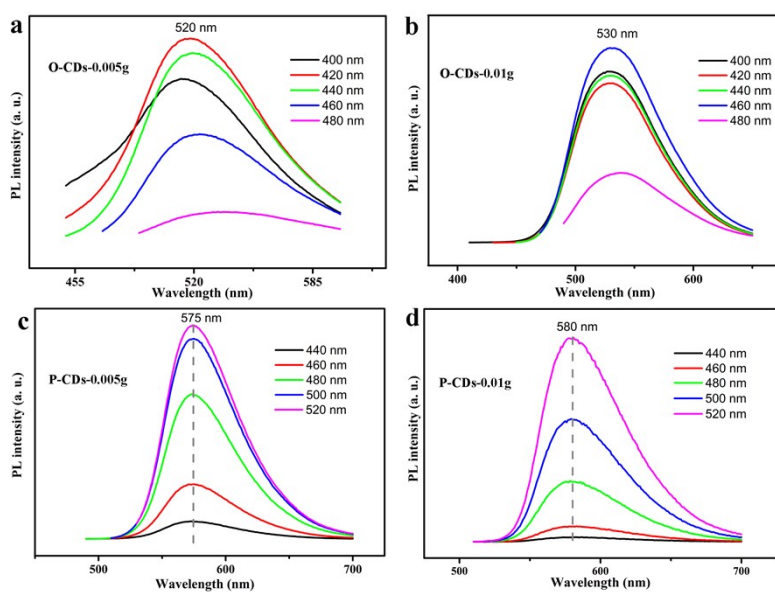 a
520 nm
O-CDs-0.005g
400 nm
420 nm
440 nm
460 nm
480 nm
PL intensity (a. u.)
455
520
585
Wavelength (nm)
b
530 nm
O-CDs-0.01g
400 nm
420 nm
440 nm
460 nm
480 nm
PL intensity (a. u.)
400
500
600
Wavelength (nm)
c
575 nm
P-CDs-0.005g
440 nm
460 nm
480 nm
500 nm
520 nm
PL intensity (a. u.)
500
600
700
Wavelength (nm)
d
580 nm
P-CDs-0.01g
440 nm
460 nm
480 nm
500 nm
520 nm
PL intensity (a. u.)
500
600
700
Wavelength (nm)